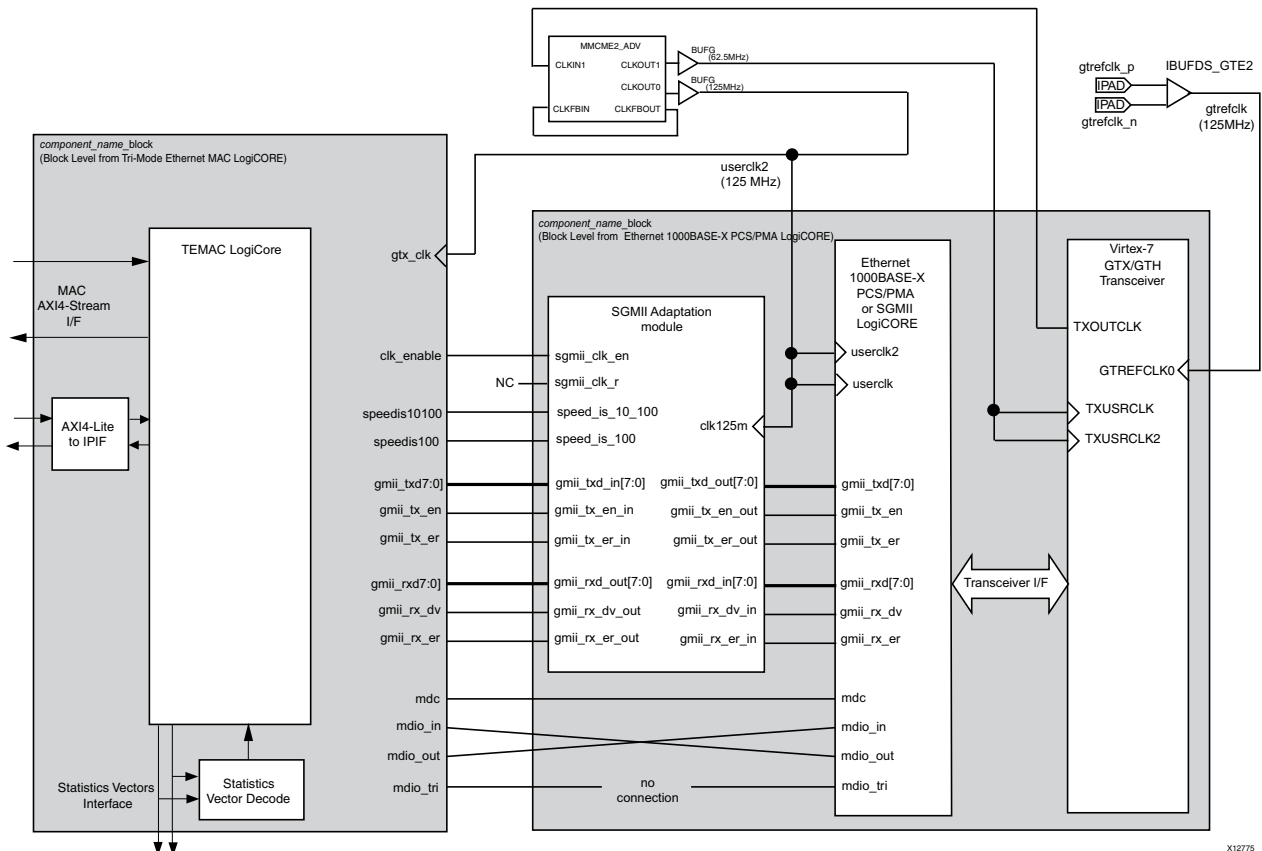 MMCME2_ADV
CLKIN1
CLKOUT1
CLKOUT0
CLKFBIN
CLKFBOUT
BUFG
(62.5MHz)
BUFG
(125MHz)
gtrefclk_p
IPAD
IPAD
gtrefclk_n
IBUFDS_GTE2
gtrefclk
(125MHz)
userclk2
(125 MHz)
component_name_block
(Block Level from Tri-Mode Ethernet MAC LogiCORE)
TEMAC LogiCore
MAC
AXI4-Stream
I/F
AXI4-Lite
to IPIF
Statistics Vectors
Interface
Statistics
Vector Decode
gtx_clk
clk_enable
speedis10100
speedis100
gmii_txd7:0]
gmii_tx_en
gmii_tx_er
gmii_rxd7:0]
gmii_rx_dv
gmii_rx_er
mdc
mdio_in
mdio_out
mdio_tri
NC
no
connection
component_name_block
(Block Level from Ethernet 1000BASE-X PCS/PMA LogiCORE)
SGMII Adaptation
module
sgmii_clk_en
sgmii_clk_r
speed_is_10_100
speed_is_100
clk125m
gmii_txd_in[7:0]
gmii_txd_out[7:0]
gmii_tx_en_in
gmii_tx_en_out
gmii_tx_er_in
gmii_tx_er_out
gmii_rxd_out[7:0]
gmii_rxd_in[7:0]
gmii_rx_dv_out
gmii_rx_dv_in
gmii_rx_er_out
gmii_rx_er_in
Ethernet
1000BASE-X
PCS/PMA
or SGMII
LogiCORE
userclk2
userclk
gmii_txd[7:0]
gmii_tx_en
gmii_tx_er
gmii_rxd[7:0]
gmii_rx_dv
gmii_rx_er
mdc
mdio_in
mdio_out
mdio_tri
Transceiver I/F
Virtex-7
GTX/GTH
Transceiver
TXOUTCLK
GTREFCLK0
TXUSRCLK
TXUSRCLK2
X12775